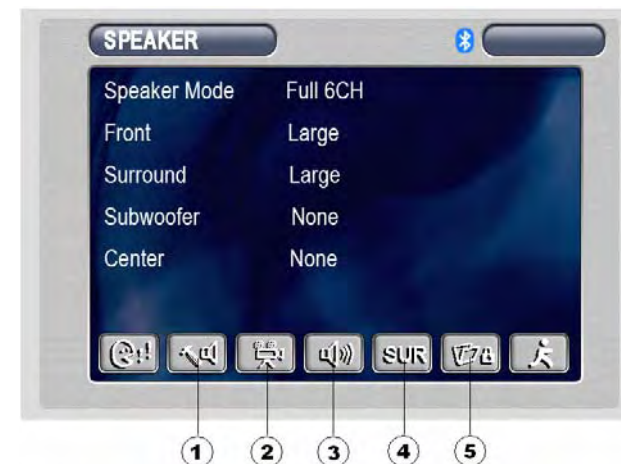 SPEAKER
Speaker Mode Full 6CH
Front Large
Surround Large
Subwoofer None
Center None
SUR
1 2 3 4 5